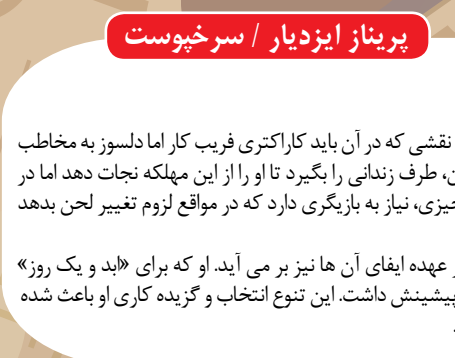 پریناز ایزدیار / سرخپوست
نقشی که در آن باید کاراکتری فریب کار اما دلسوز به مخاطب
ن، طرف زندانی را بگیرد تا او را از این مهلکه نجات دهد اما در
چیزی، نیاز به بازیگری دارد که در مواقع لزوم تغییر لحن بدهد
عهده ایفای آن ها نیز بر می آید. او که برای «ابد و یک روز»
پیشینش داشت. این تنوع انتخاب و گزیده کاری او باعث شده